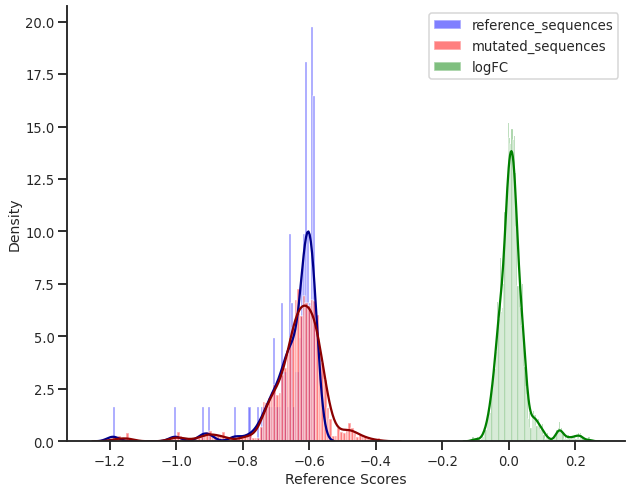 reference_sequences
mutated_sequences
logFC
20.0
17.5
15.0
12.5
10.0
7.5
5.0
2.5
0.0
Density
−1.2 −1.0 −0.8 −0.6 −0.4 −0.2 0.0 0.2
Reference Scores